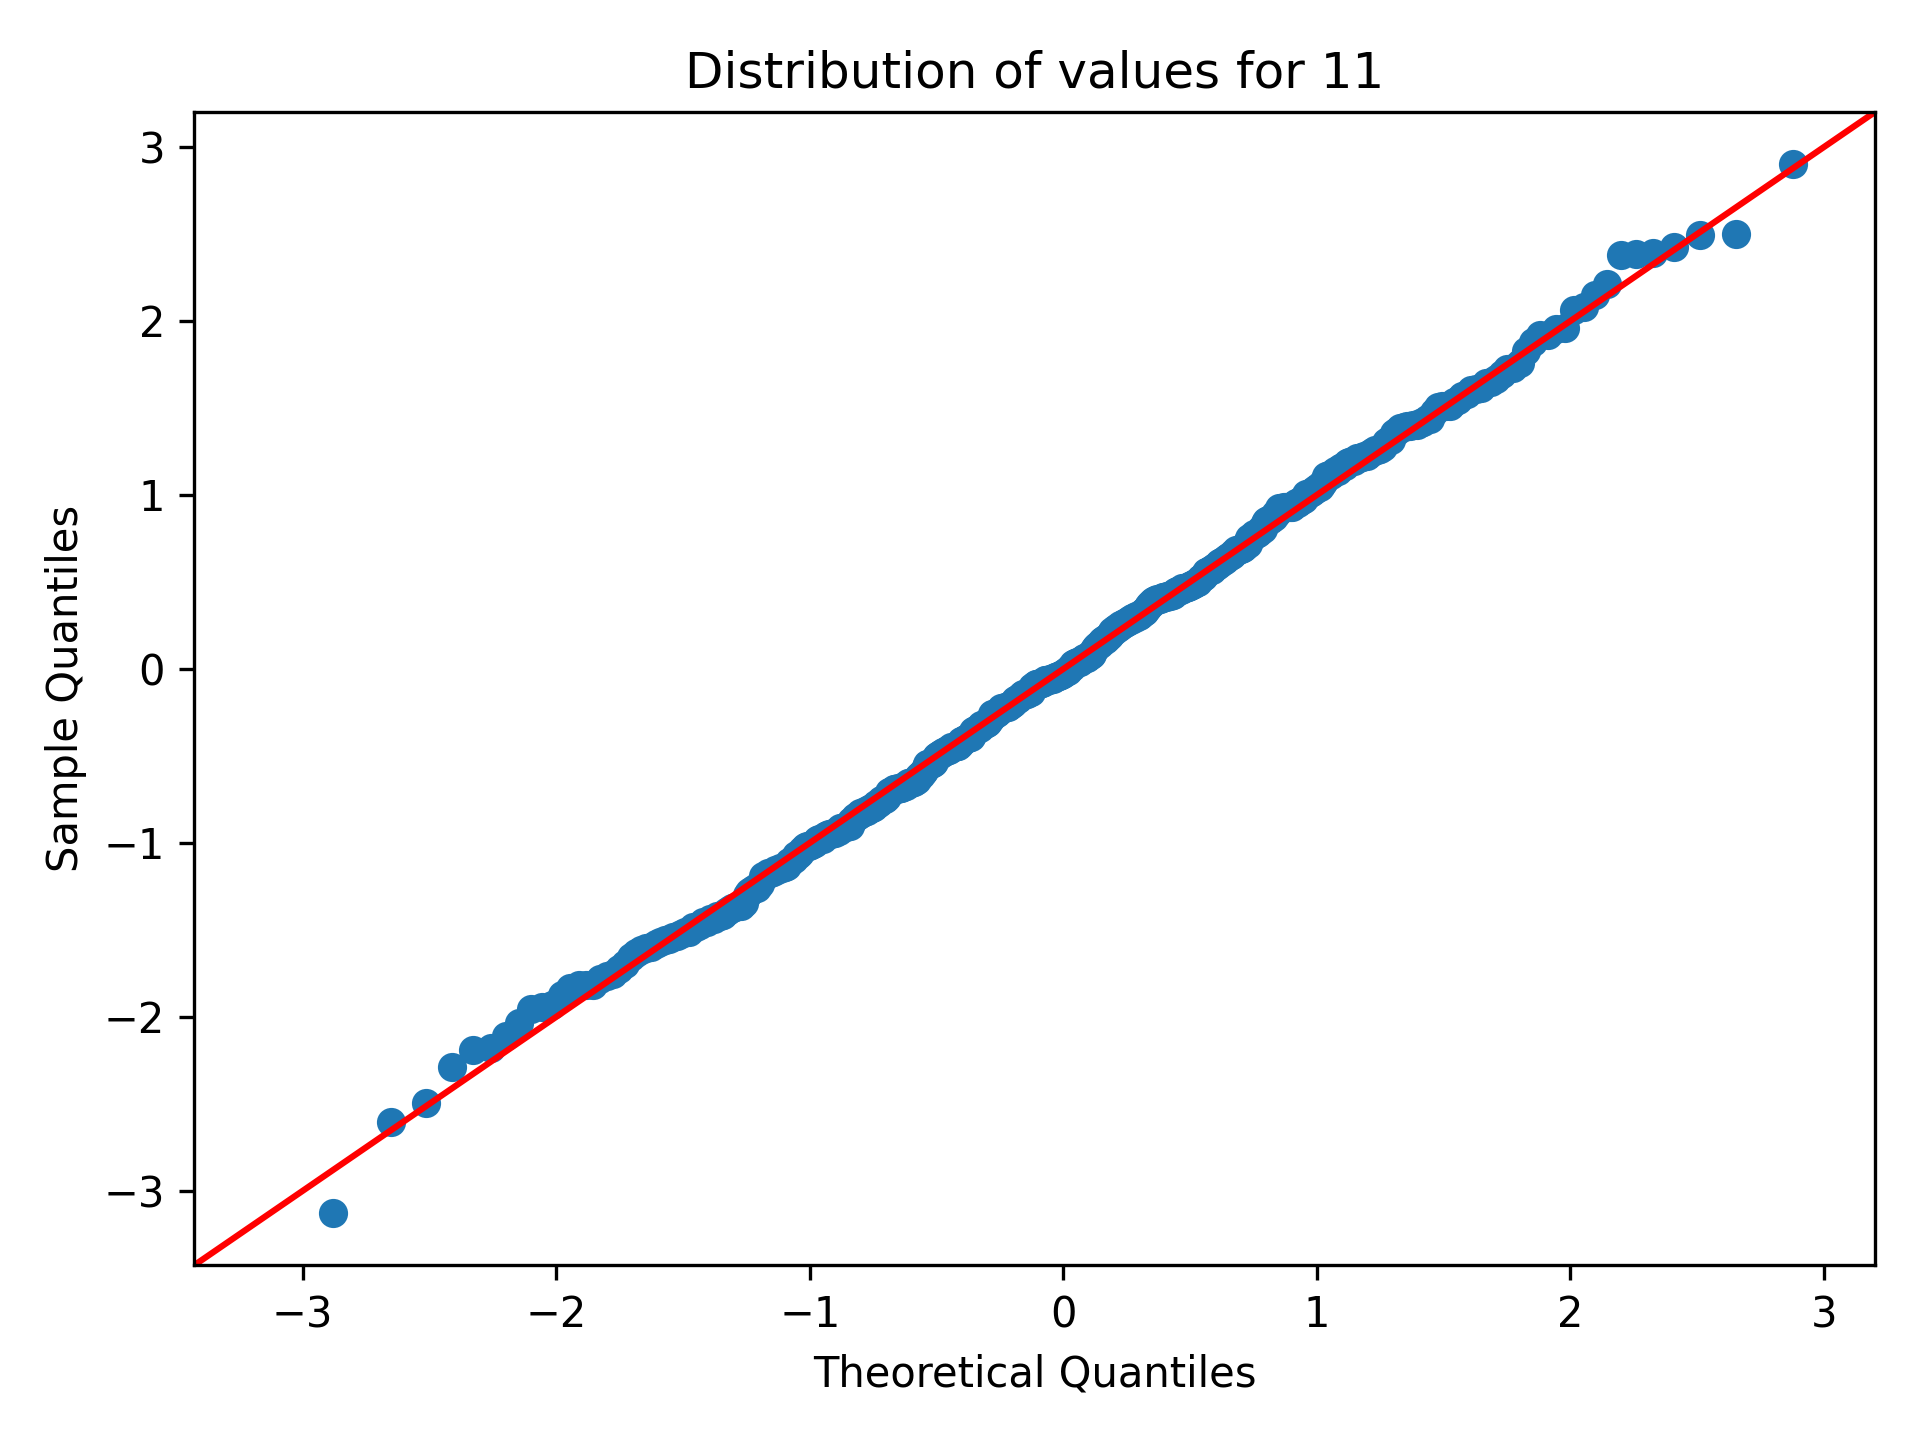 Distribution of values for 11
3
2
1
0
−1
−2
−3
Sample Quantiles
−3 −2 −1 0 1 2 3
Theoretical Quantiles